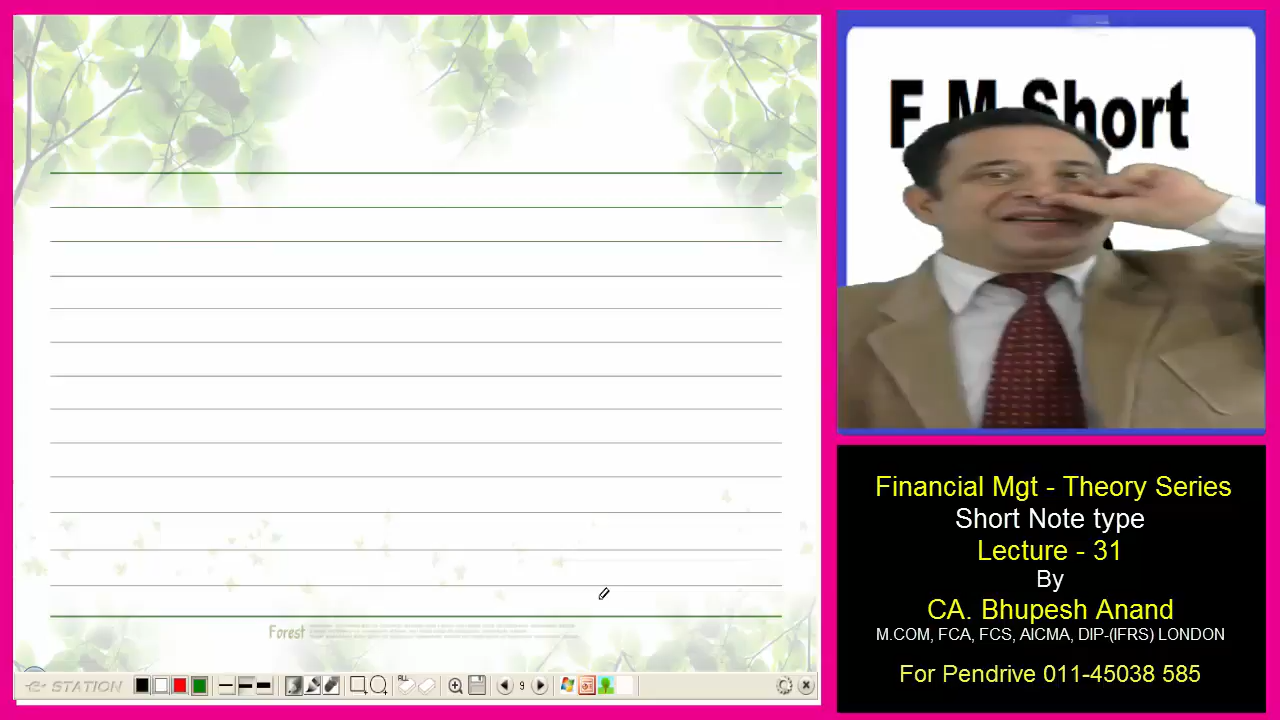 F M Short
Forest
e- STATION
ALL
9
Financial Mgt - Theory Series
Short Note type
Lecture - 31
By
CA. Bhupesh Anand
M.COM, FCA, FCS, AICMA, DIP-(IFRS) LONDON
For Pendrive 011-45038 585